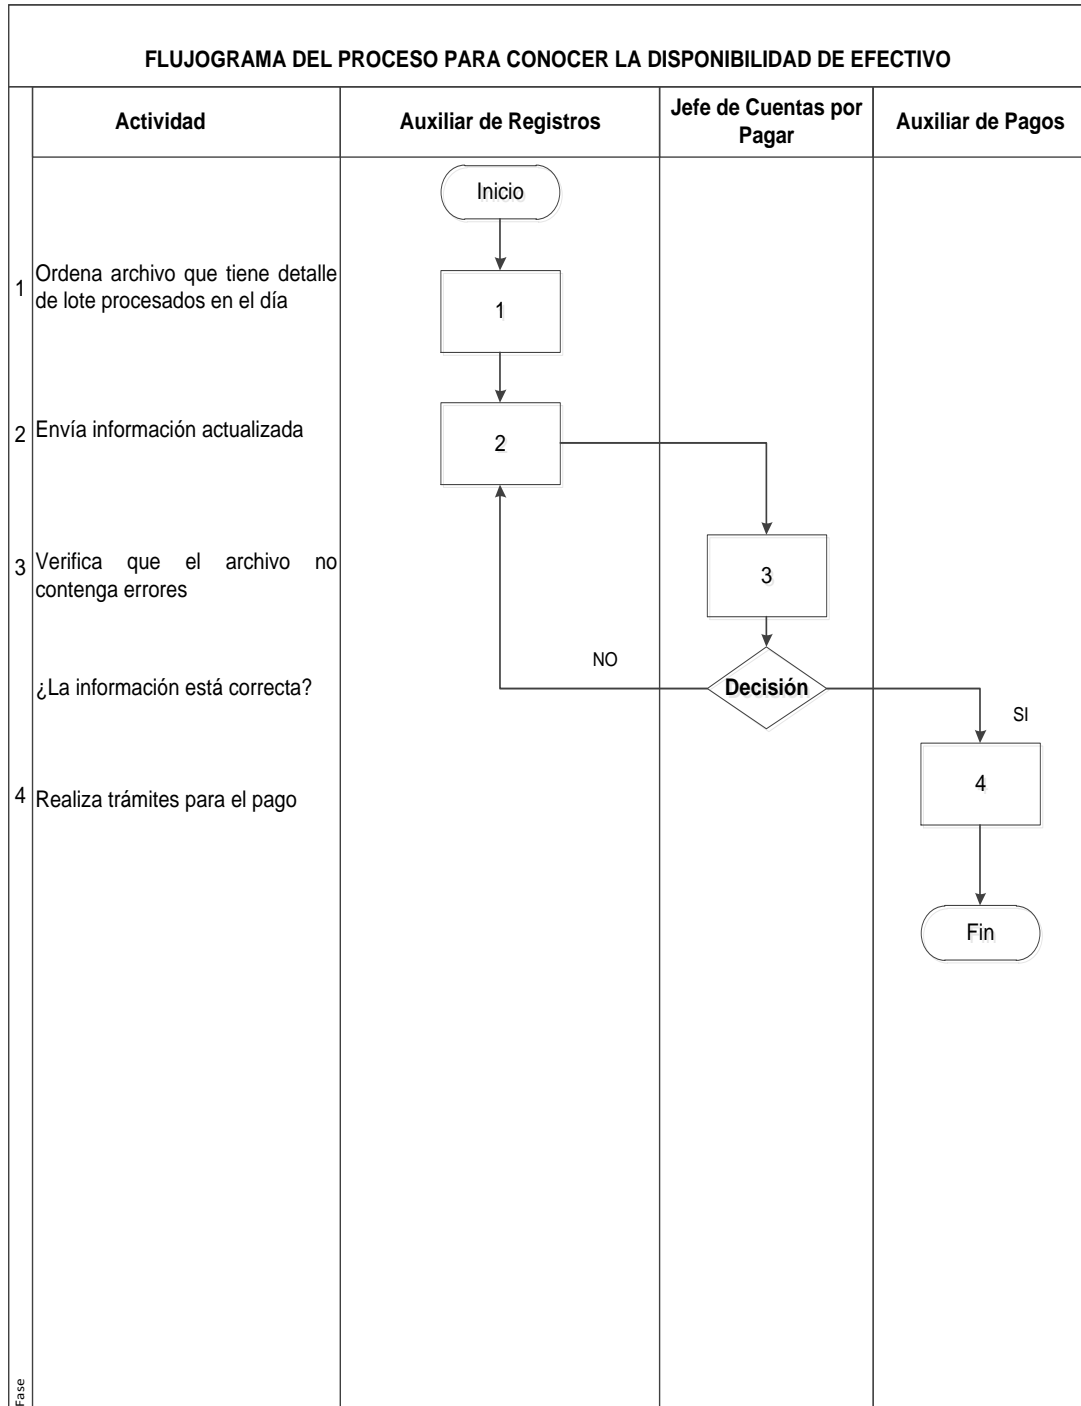 FLUJOGRAMA DEL PROCESO PARA CONOCER LA DISPONIBILIDAD DE EFECTIVO
Actividad
Auxiliar de Registros
Jefe de Cuentas por
Pagar
Auxiliar de Pagos
Inicio
1
Ordena archivo que tiene detalle
de lote procesados en el día
1
2
Envía información actualizada
2
3
Verifica que el archivo no
contenga errores
3
¿La información está correcta?
NO
Decisión
SI
4
Realiza trámites para el pago
4
Fin
Fase